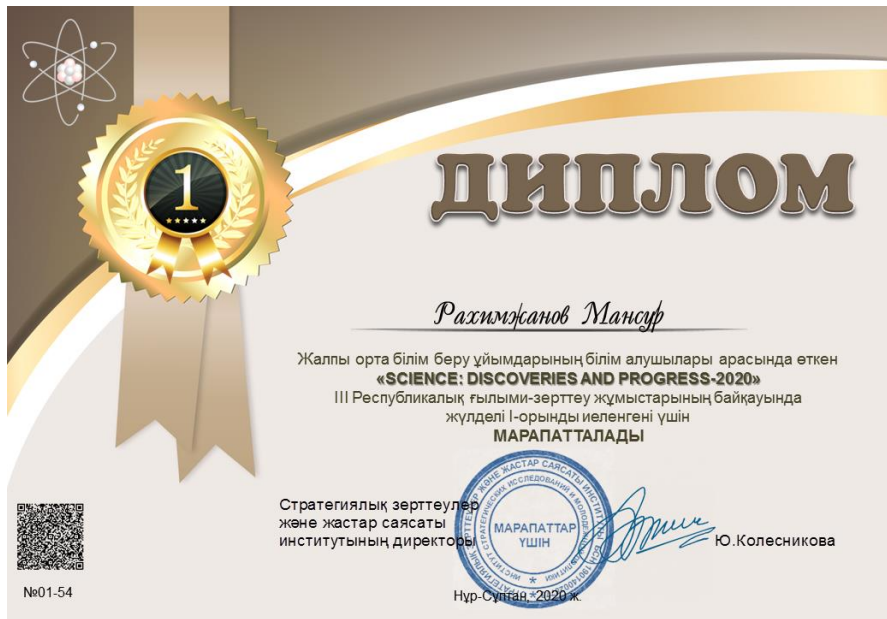 1
ДИПЛОМ
Рахимжанов Мансур
Жалпы орта білім беру ұйымдарының білім алушылары арасында өткен
«SCIENCE: DISCOVERIES AND PROGRESS-2020»
III Республикалық ғылыми-зерттеу жұмыстарының байқауында
жүлделі I-орынды иеленгені үшін
МАРАПАТТАЛАДЫ
Стратегиялық зерттеулер
және жастар саясаты
институтының директоры
МАРАПАТТАР
ҮШІН
Ю.Колесникова
№01-54
Нұр-Сұлтан, 2020 ж.